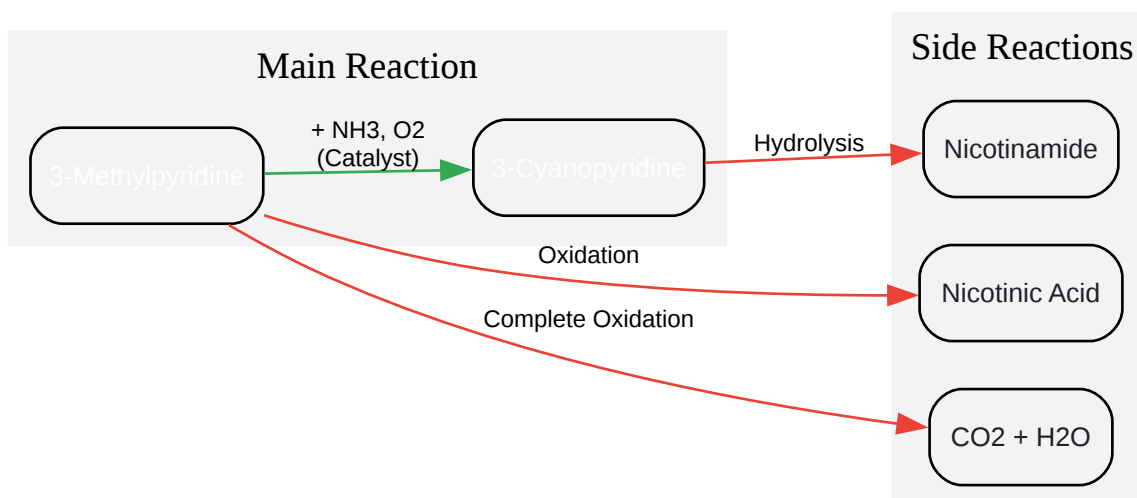 Main Reaction
Side Reactions
3-Methylpyridine
+ NH3, O2
(Catalyst)
3-Cyanopyridine
Hydrolysis
Nicotinamide
Oxidation
Nicotinic Acid
Complete Oxidation
CO2 + H2O